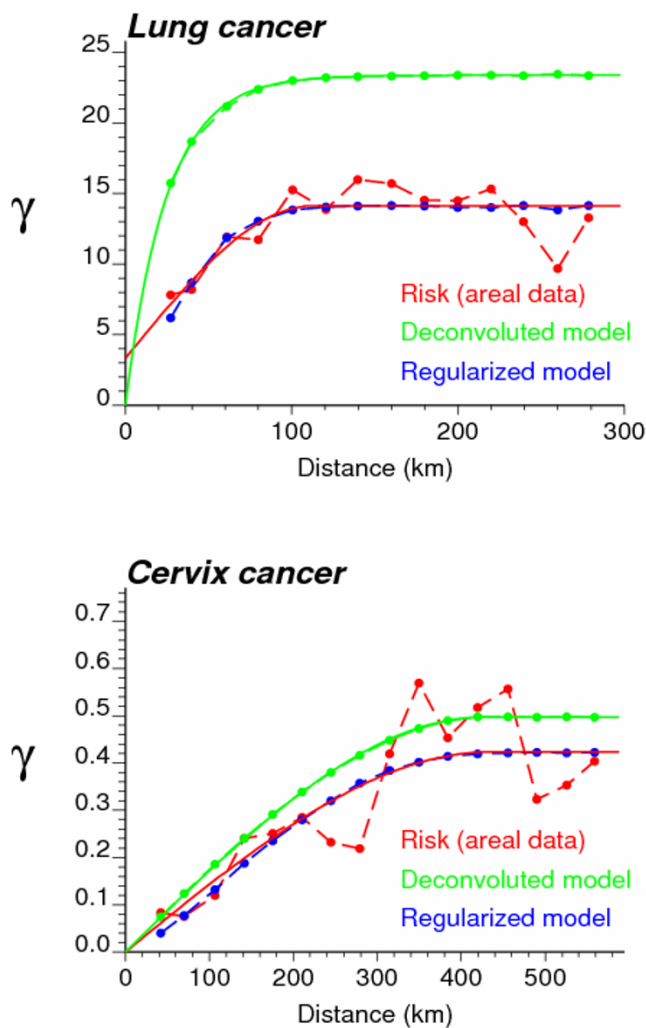 Lung cancer
25
20
15
10
5
0
γ
Risk (areal data)
Deconvoluted model
Regularized model
0 100 200 300
Distance (km)
Cervix cancer
0.7
0.6
0.5
0.4
0.3
0.2
0.1
0.0
γ
Risk (areal data)
Deconvoluted model
Regularized model
0 100 200 300 400 500
Distance (km)